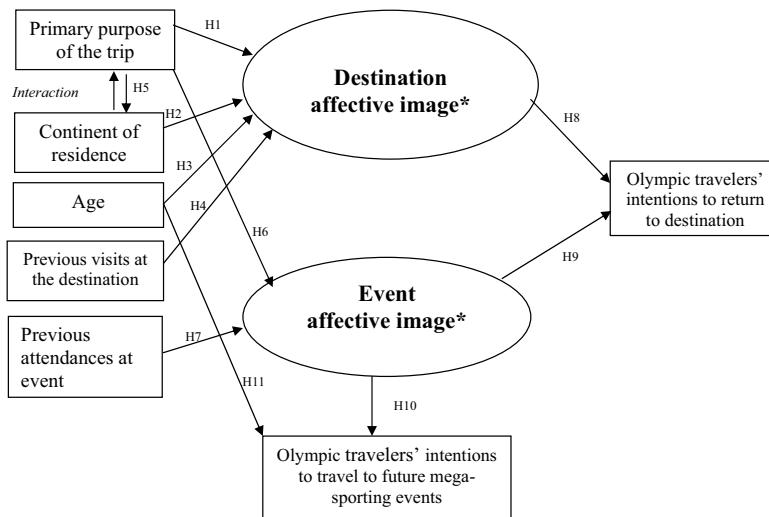 Primary purpose
of the trip
H1
Destination
affective image*
Interaction
H5
H2
H8
Continent of
residence
H3
Age
H4
Olympic travelers’
intentions to return
to destination
Previous visits at
the destination
H6
H9
Event
affective image*
Previous
attendances at
event
H7
H11
H10
Olympic travelers’ intentions
to travel to future mega-
sporting events